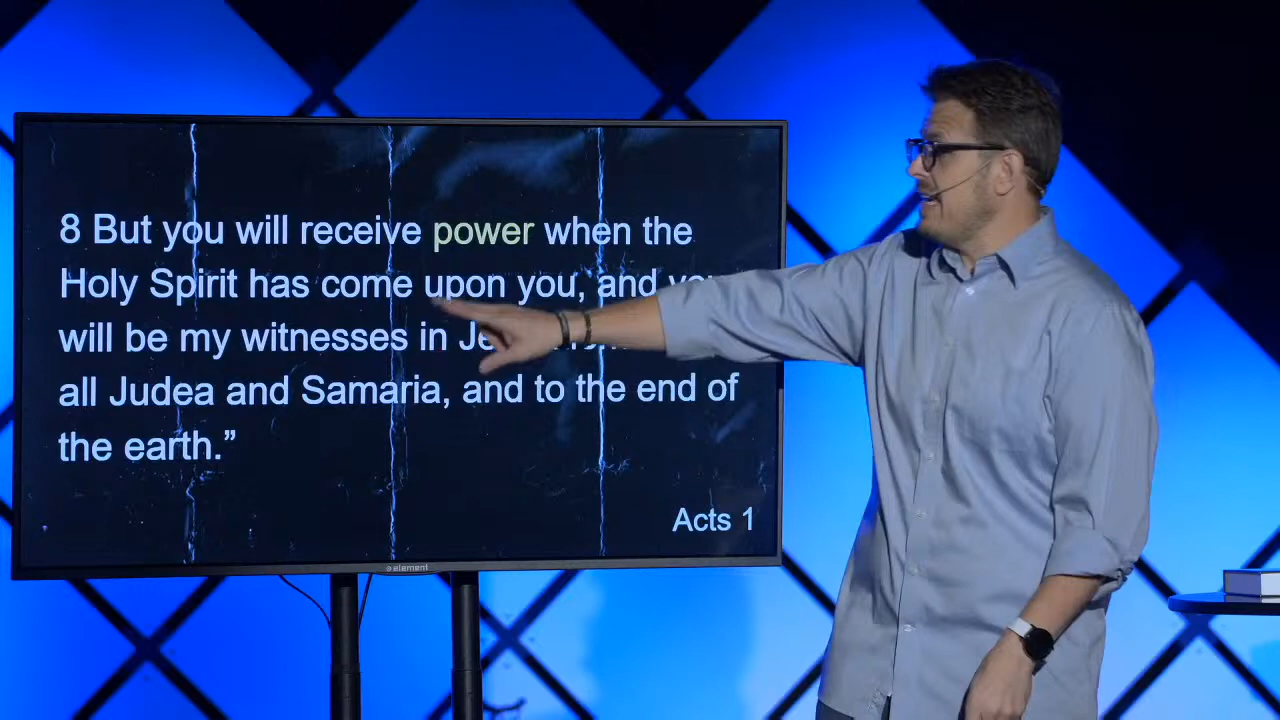 8 But you will receive power when the
Holy Spirit has come upon you, and
will be my witnesses in
all Judea and Samaria, and to the end of
the earth.”
Acts 1
element